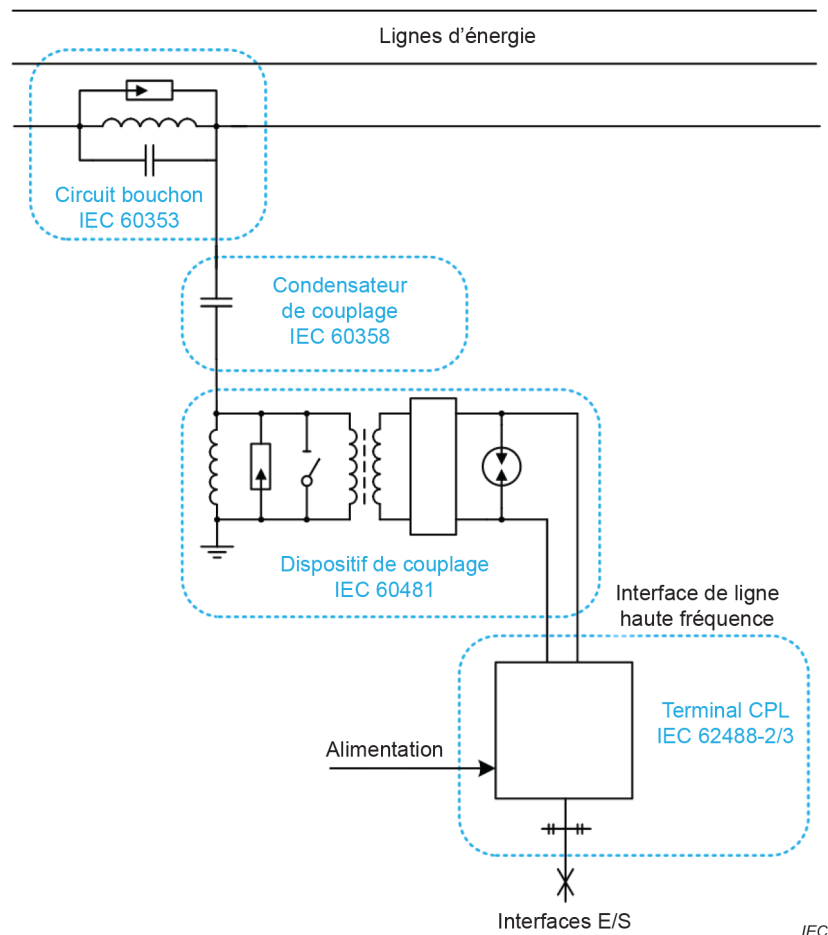 Lignes d’énergie
Circuit bouchon
IEC 60353
Condensateur
de couplage
IEC 60358
Dispositif de couplage
IEC 60481
Interface de ligne
haute fréquence
Terminal CPL
IEC 62488-2/3
Alimentation
Interfaces E/S
IEC